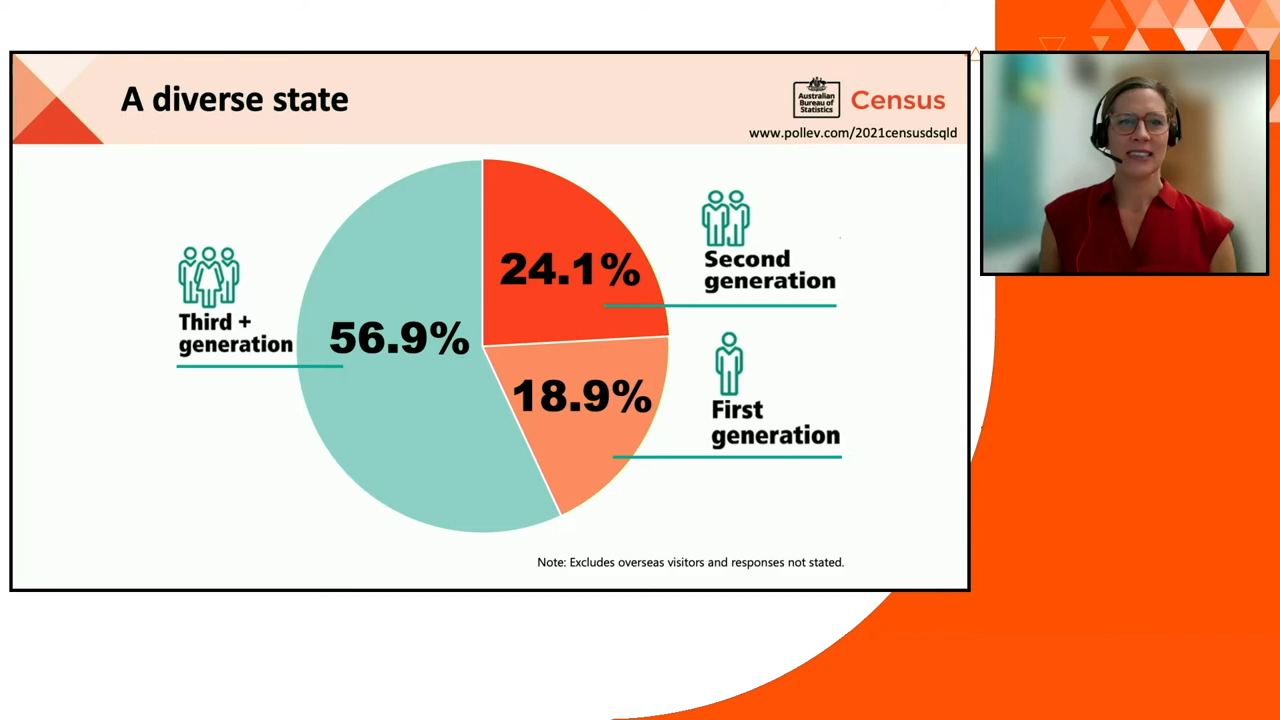 A diverse state
Australian
Bureau of
Statistics
Census
www.pollev.com/2021censusdsqld
24.1%
Second
generation
Third +
generation
56.9%
18.9%
First
generation
Note: Excludes overseas visitors and responses not stated.